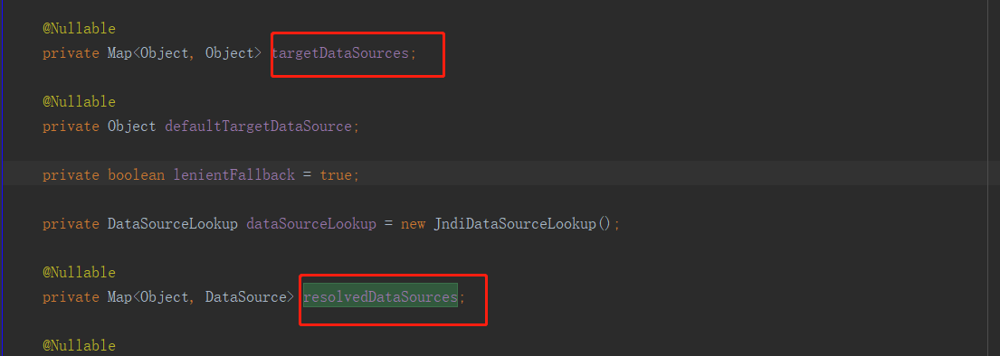 @Nullable
private Map<Object, Object> targetDataSources;
@Nullable
private Object defaultTargetDataSource;
private boolean lenientFallback = true;
private DataSourceLookup dataSourceLookup = new JndiDataSourceLookup();
@Nullable
private Map<Object, DataSource> resolvedDataSources;
@Nullable